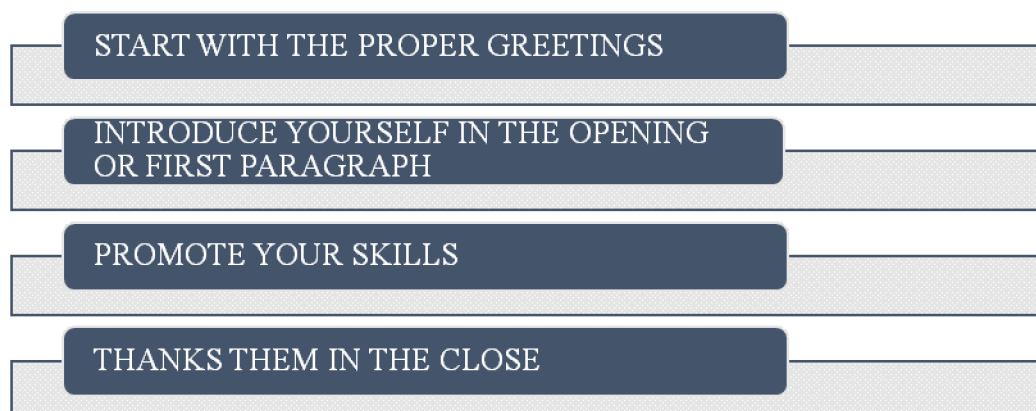 START WITH THE PROPER GREETINGS
INTRODUCE YOURSELF IN THE OPENING
OR FIRST PARAGRAPH
PROMOTE YOUR SKILLS
THANKS THEM IN THE CLOSE